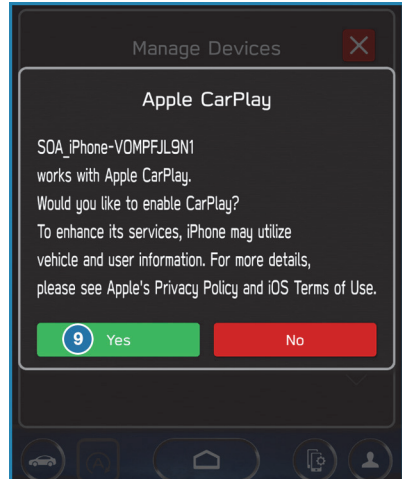 Manage Devices
Apple CarPlay
SOA_iPhone-VOMPFJL9N1
works with Apple CarPlay.
Would you like to enable CarPlay?
To enhance its services, iPhone may utilize
vehicle and user information. For more details,
please see Apple's Privacy Policy and iOS Terms of Use.
9 Yes
No
A